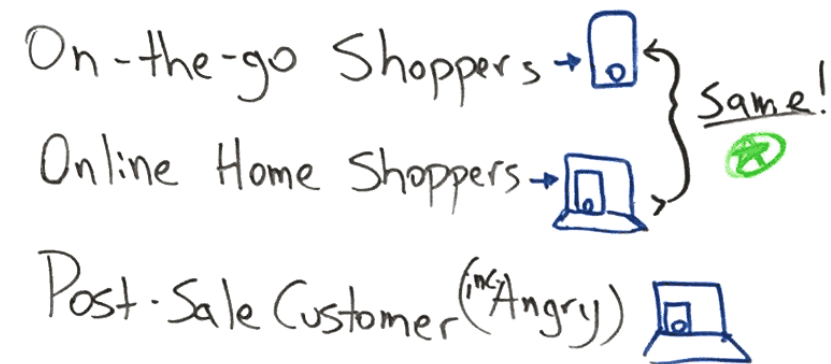 On-the-go Shoppers
Same!
Online Home Shoppers
Post-Sale Customer (inc. Angry)